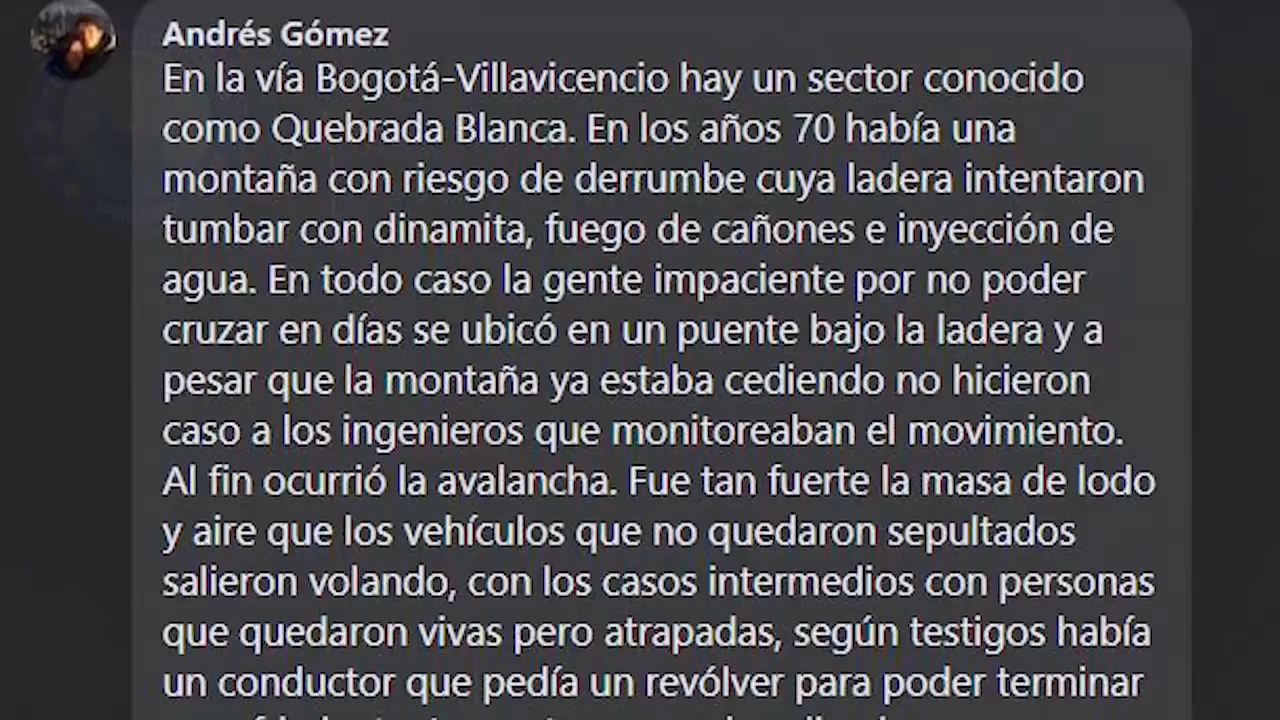 Andrés Gómez
En la vía Bogotá-Villavicencio hay un sector conocido
como Quebrada Blanca. En los años 70 había una
montaña con riesgo de derrumbe cuya ladera intentaron
tumbar con dinamita, fuego de cañones e inyección de
agua. En todo caso la gente impaciente por no poder
cruzar en días se ubicó en un puente bajo la ladera y a
pesar que la montaña ya estaba cediendo no hicieron
caso a los ingenieros que monitoreaban el movimiento.
Al fin ocurrió la avalancha. Fue tan fuerte la masa de lodo
y aire que los vehículos que no quedaron sepultados
salieron volando, con los casos intermedios con personas
que quedaron vivas pero atrapadas, según testigos había
un conductor que pedía un revólver para poder terminar